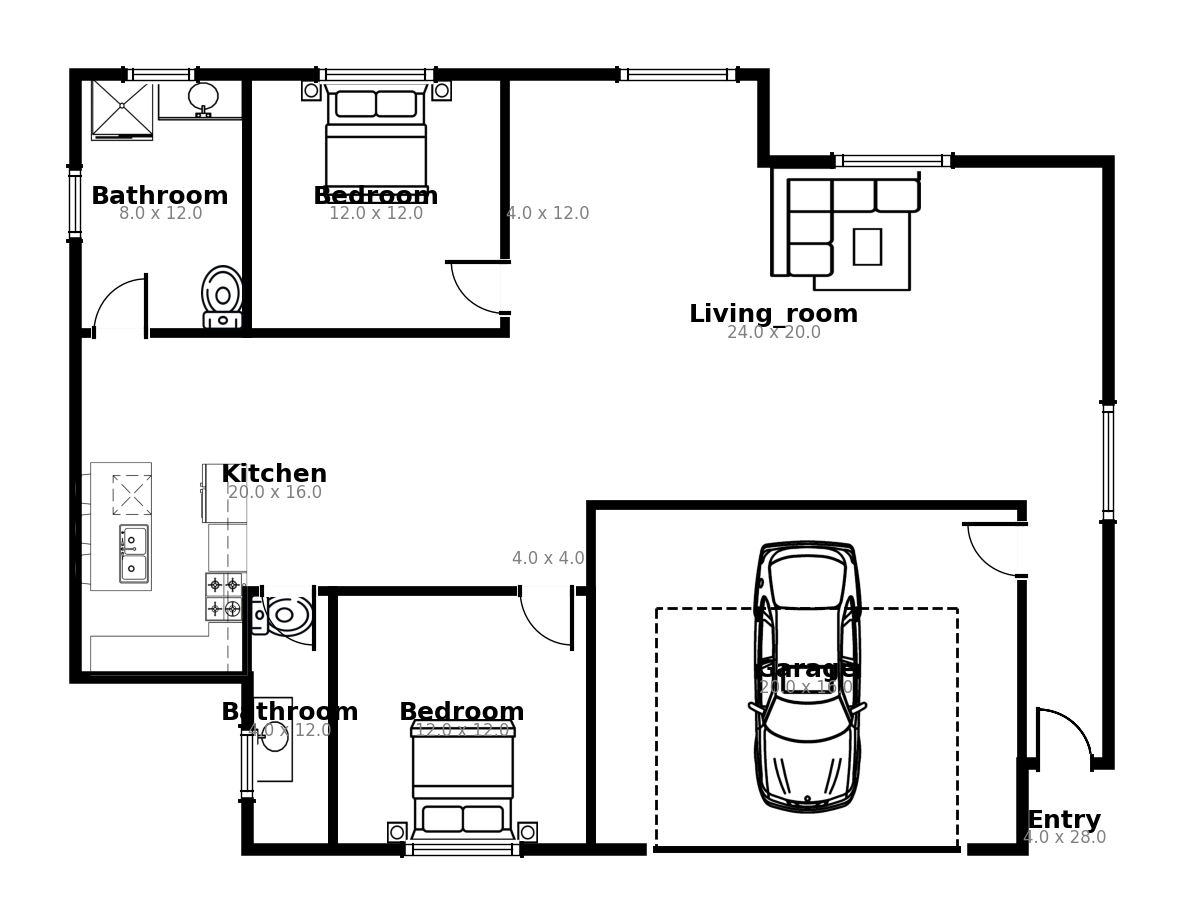 Bathroom
8.0 x 12.0
Bedroom
12.0 x 12.0
4.0 x 12.0
Living_room
24.0 x 20.0
Kitchen
20.0 x 16.0
4.0 x 4.0
Garage
20.0 x 16.0
Bathroom
4.0 x 12.0
Bedroom
12.0 x 12.0
Entry
4.0 x 28.0